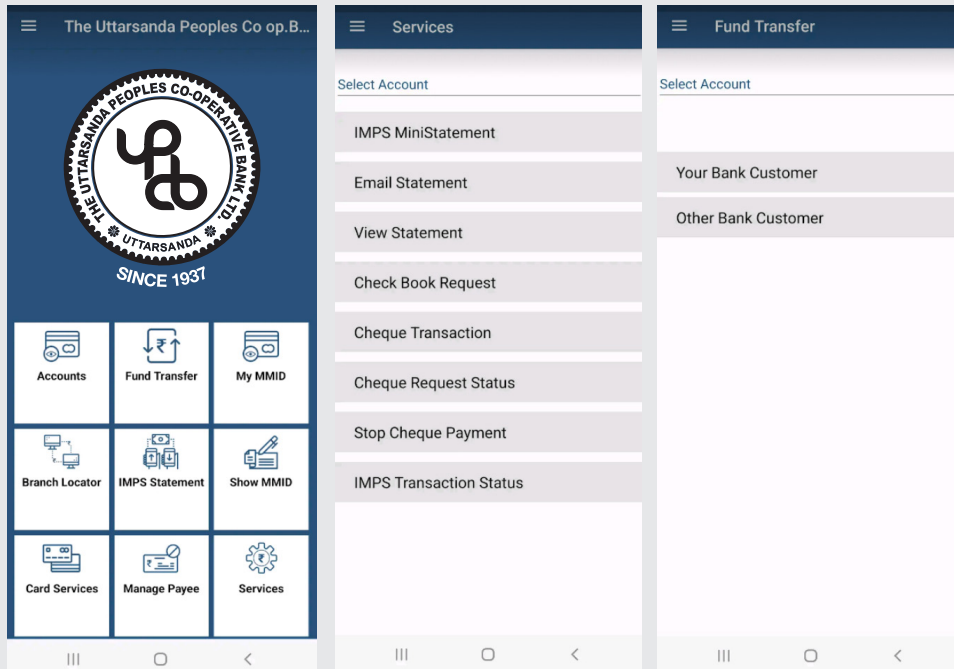 The Uttarsanda Peoples Co op.B...
THE UTTARSANDA PEOPLES CO-OPERATIVE BANK LTD.
UTTARSANDA
SINCE 1937
Accounts
Fund Transfer
My MMID
Branch Locator
IMPS Statement
Show MMID
Card Services
Manage Payee
Services
Services
Select Account
IMPS MiniStatement
Email Statement
View Statement
Check Book Request
Cheque Transaction
Cheque Request Status
Stop Cheque Payment
IMPS Transaction Status
Fund Transfer
Select Account
Your Bank Customer
Other Bank Customer